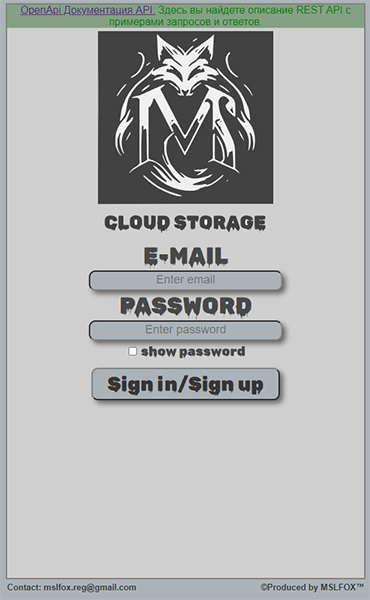 OpenApi Документация API. Здесь вы найдете описание REST API с
примерами запросов и ответов.
MS
CLOUD STORAGE
E-MAIL
Enter email
PASSWORD
Enter password
show password
Sign in/Sign up
Contact: mslfox.reg@gmail.com
©Produced by MSLFOX™